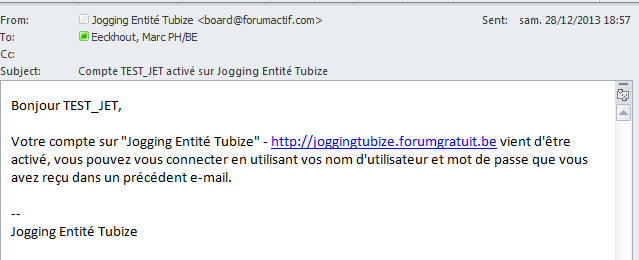 From: Jogging Entité Tubize <board@forumactif.com> Sent: sam. 28/12/2013 18:57
To: Eeckhout, Marc PH/BE
Cc:
Subject: Compte TEST_JET activé sur Jogging Entité Tubize
Bonjour TEST_JET,
Votre compte sur "Jogging Entité Tubize" - http://joggingtubize.forumgratuit.be vient d'être
activé, vous pouvez vous connecter en utilisant vos nom d'utilisateur et mot de passe que vous
avez reçu dans un précédent e-mail.
--
Jogging Entité Tubize